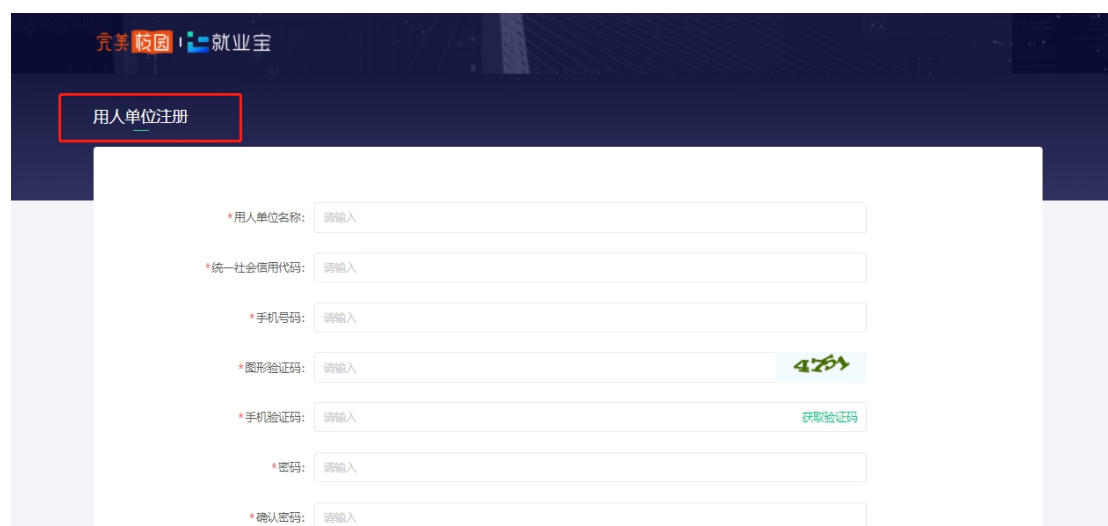 完美校园 就业宝
用人单位注册
*用人单位名称: 请输入
*统一社会信用代码: 请输入
*手机号码: 请输入
*图形验证码: 请输入
*手机验证码: 请输入 获取验证码
*密码: 请输入
*确认密码: 请输入